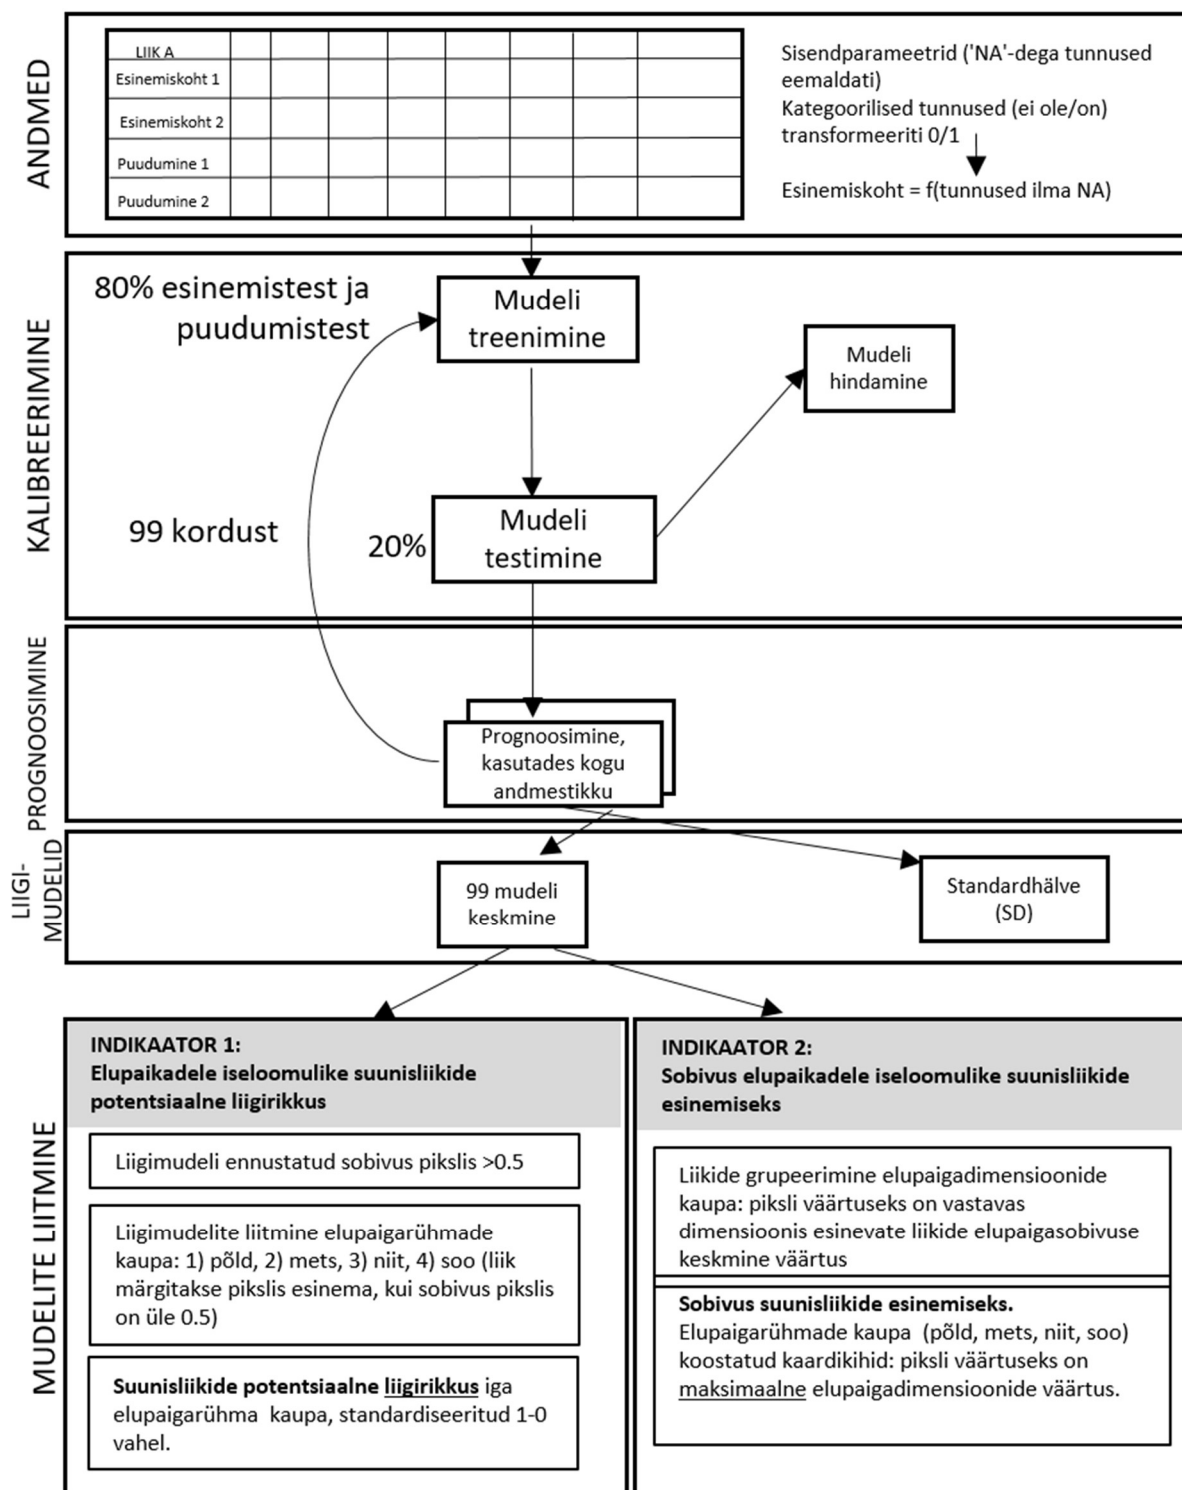 ANDMED
LIIK A
Esinemiskoht 1
Esinemiskoht 2
Puudumine 1
Puudumine 2
Sisendparameetrid ('NA'-dega tunnused
eemaldati)
Kategoorilised tunnused (ei ole/on)
transformeeriti 0/1
Esinemiskoht = f(tunnused ilma NA)
KALIBREERIMINE
80% esinemistest ja
puudumistest
Mudeli
treenimine
Mudeli
hindamine
99 kordust
20%
Mudeli
testimine
PROGNOOSIMINE
Prognoosimine,
kasutades kogu
andmestikku
LIIGI-
MUDELID
99 mudeli
keskmine
Standardhälve
(SD)
MUDELITE LIITMINE
INDIKAATOR 1:
Elupaikadele iseloomulike suunisliikide
potentsiaalne liigirikkus
Liigimudeli ennustatud sobivus pikslis >0.5
Liigimudelite liitmine elupaigarühmade
kaupa: 1) põld, 2) mets, 3) niit, 4) soo (liik
märgitakse pikslis esinema, kui sobivus pikslis
on üle 0.5)
Suunisliikide potentsiaalne liigirikkus iga
elupaigarühma kaupa, standardiseeritud 1-0
vahel.
INDIKAATOR 2:
Sobivus elupaikadele iseloomulike suunisliikide
esinemiseks
Liikide grupeerimine elupaigadimensioonide
kaupa: piksli väärtuseks on vastavas
dimensioonis esinevate liikide elupaigasobivuse
keskmine väärtus
Sobivus suunisliikide esinemiseks.
Elupaigarühmade kaupa (põld, mets, niit, soo)
koostatud kaardikihid: piksli väärtuseks on
maksimaalne elupaigadimensioonide väärtus.